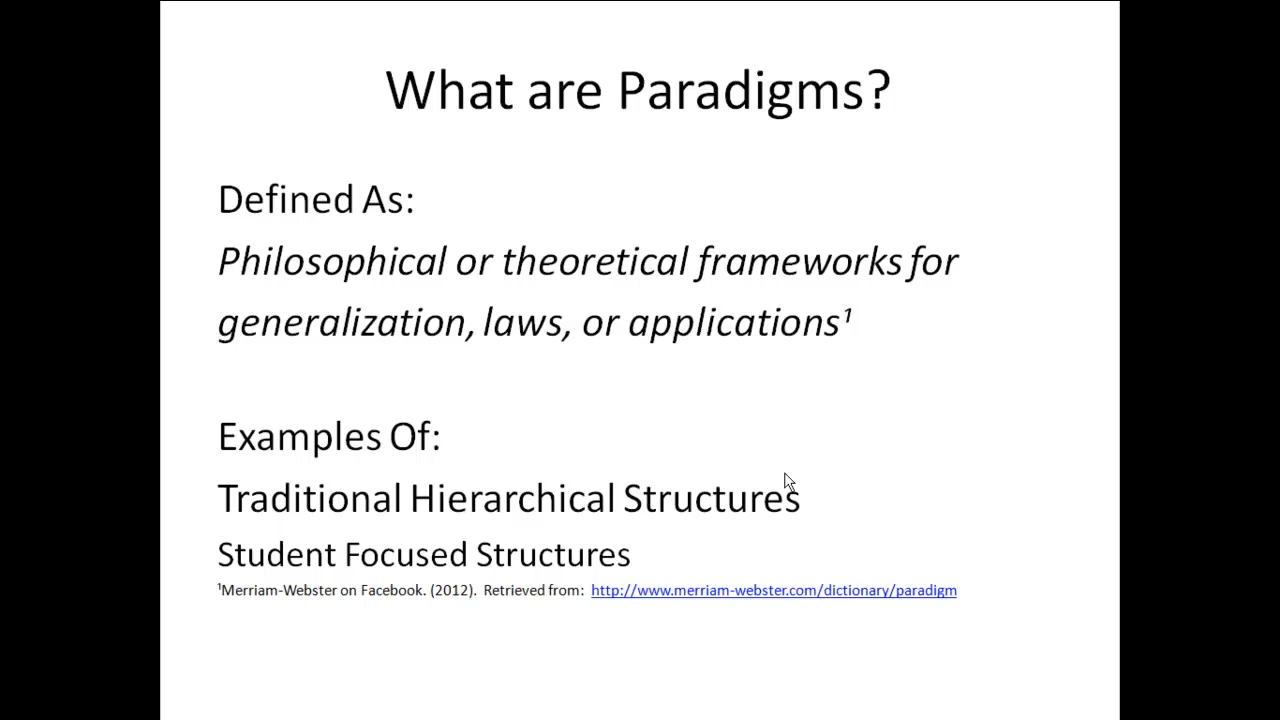 What are Paradigms?
Defined As:
Philosophical or theoretical frameworks for
generalization, laws, or applications¹
Examples Of:
Traditional Hierarchical Structures
Student Focused Structures
¹Merriam-Webster on Facebook. (2012). Retrieved from: http://www.merriam-webster.com/dictionary/paradigm